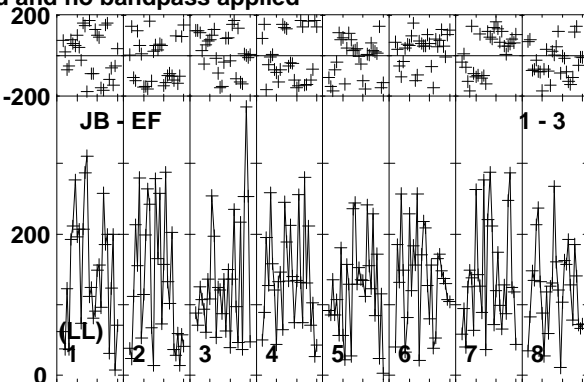 d and no bandpass applied
200
-200
JB - EF 1 - 3
200
(LL)
1 2 3 4 5 6 7 8
0